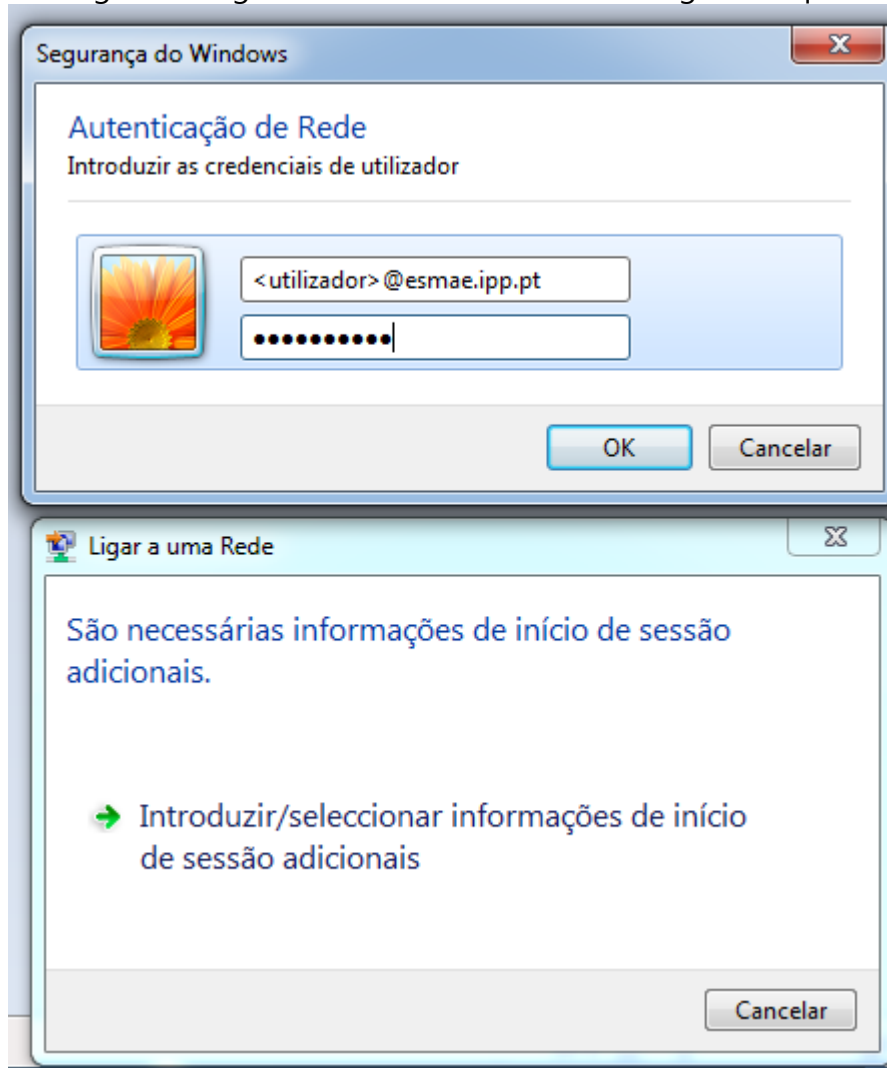 Segurança do Windows
Autenticação de Rede
Introduzir as credenciais de utilizador
<utilizador>@esmae.ipp.pt
●●●●●●●●●●
OK
Cancelar
Ligar a uma Rede
São necessárias informações de início de sessão
adicionais.
Introduzir/seleccionar informações de início
de sessão adicionais
Cancelar